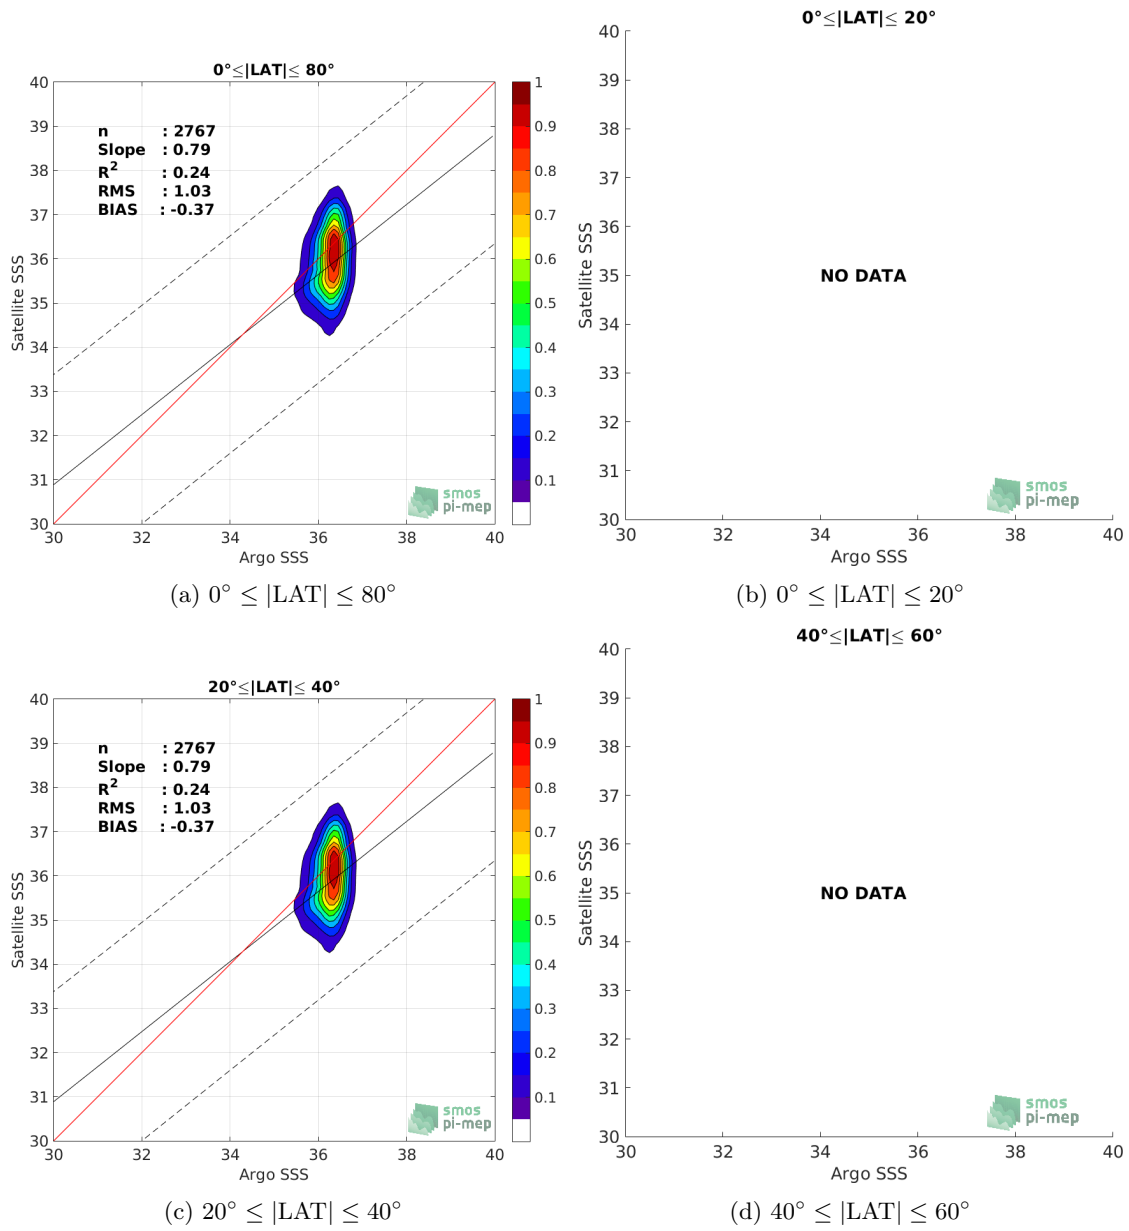 0°≤|LAT|≤ 80°
40
39
38
37
36
35
34
33
32
31
30
Satellite SSS
n : 2767
Slope : 0.79
R² : 0.24
RMS : 1.03
BIAS : -0.37
smos
pi-mep
30 32 34 36 38 40
Argo SSS
1
0.9
0.8
0.7
0.6
0.5
0.4
0.3
0.2
0.1
(a) 0° ≤ |LAT| ≤ 80°
0°≤|LAT|≤ 20°
40
39
38
37
36
35
34
33
32
31
30
Satellite SSS
NO DATA
smos
pi-mep
30 32 34 36 38 40
Argo SSS
(b) 0° ≤ |LAT| ≤ 20°
20°≤|LAT|≤ 40°
40
39
38
37
36
35
34
33
32
31
30
Satellite SSS
n : 2767
Slope : 0.79
R² : 0.24
RMS : 1.03
BIAS : -0.37
smos
pi-mep
30 32 34 36 38 40
Argo SSS
1
0.9
0.8
0.7
0.6
0.5
0.4
0.3
0.2
0.1
(c) 20° ≤ |LAT| ≤ 40°
40°≤|LAT|≤ 60°
40
39
38
37
36
35
34
33
32
31
30
Satellite SSS
NO DATA
smos
pi-mep
30 32 34 36 38 40
Argo SSS
(d) 40° ≤ |LAT| ≤ 60°